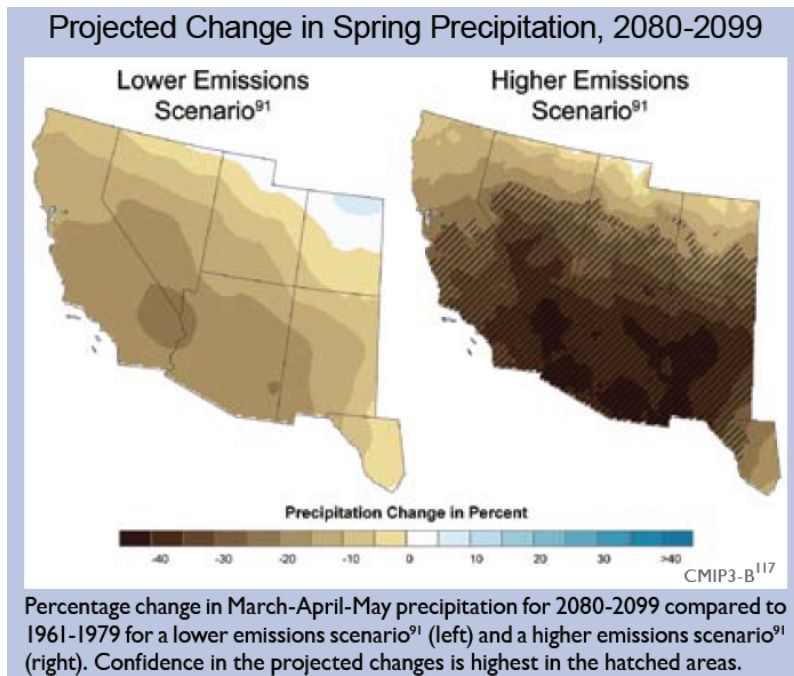 Projected Change in Spring Precipitation, 2080-2099
Lower Emissions
Scenario⁹¹
Higher Emissions
Scenario⁹¹
Precipitation Change in Percent
-40 -30 -20 -10 0 10 20 30 >40
CMIP3-B¹¹⁷
Percentage change in March-April-May precipitation for 2080-2099 compared to
1961-1979 for a lower emissions scenario⁹¹ (left) and a higher emissions scenario⁹¹
(right). Confidence in the projected changes is highest in the hatched areas.